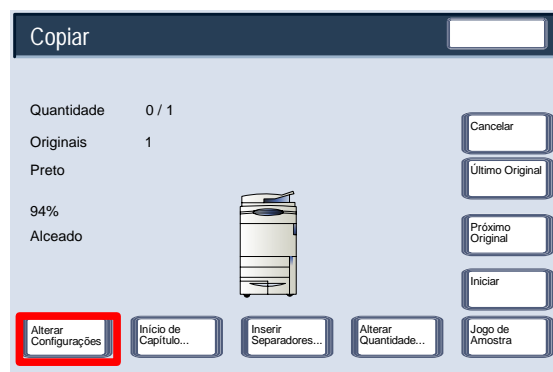 Copiar
Quantidade 0 / 1
Originais 1
Preto
94%
Alceado
Cancelar
Último Original
Próximo
Original
Iniciar
Alterar
Configurações
Início de
Capítulo...
Inserir
Separadores...
Alterar
Quantidade...
Jogo de
Amostra